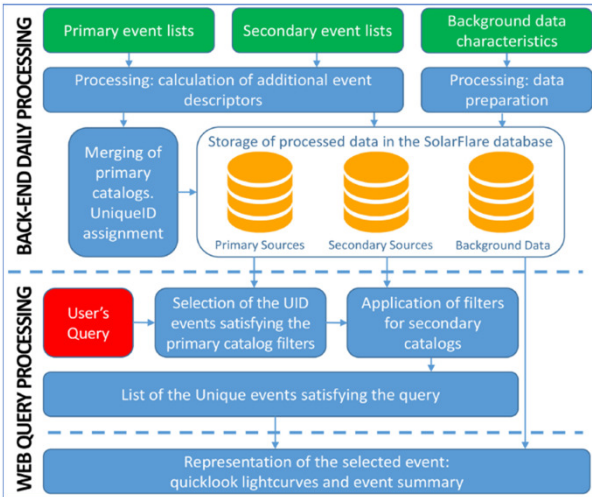 BACK-END DAILY PROCESSING
Primary event lists
Secondary event lists
Background data
characteristics
Processing: calculation of additional event
descriptors
Processing: data
preparation
Merging of
primary
catalogs.
UniqueID
assignment
Storage of processed data in the SolarFlare database
Primary Sources
Secondary Sources
Background Data
WEB QUERY PROCESSING
User's
Query
Selection of the UID
events satisfying the
primary catalog filters
Application of filters
for secondary
catalogs
List of the Unique events satisfying the query
Representation of the selected event:
quicklook lightcurves and event summary